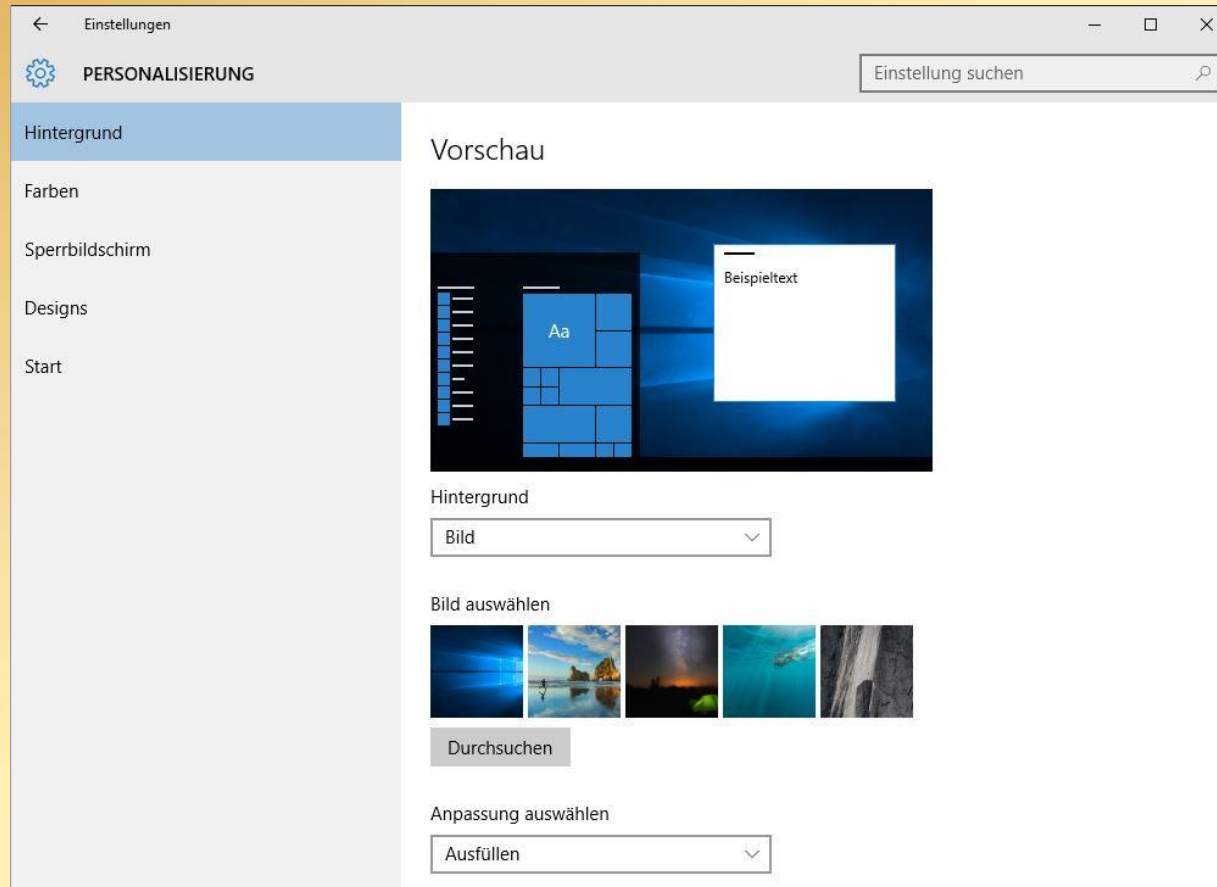 Einstellungen
PERSONALISIERUNG
Einstellung suchen
Hintergrund
Farben
Sperrbildschirm
Designs
Start
Vorschau
Beispieltext
Aa
Hintergrund
Bild
Bild auswählen
Durchsuchen
Anpassung auswählen
Ausfüllen